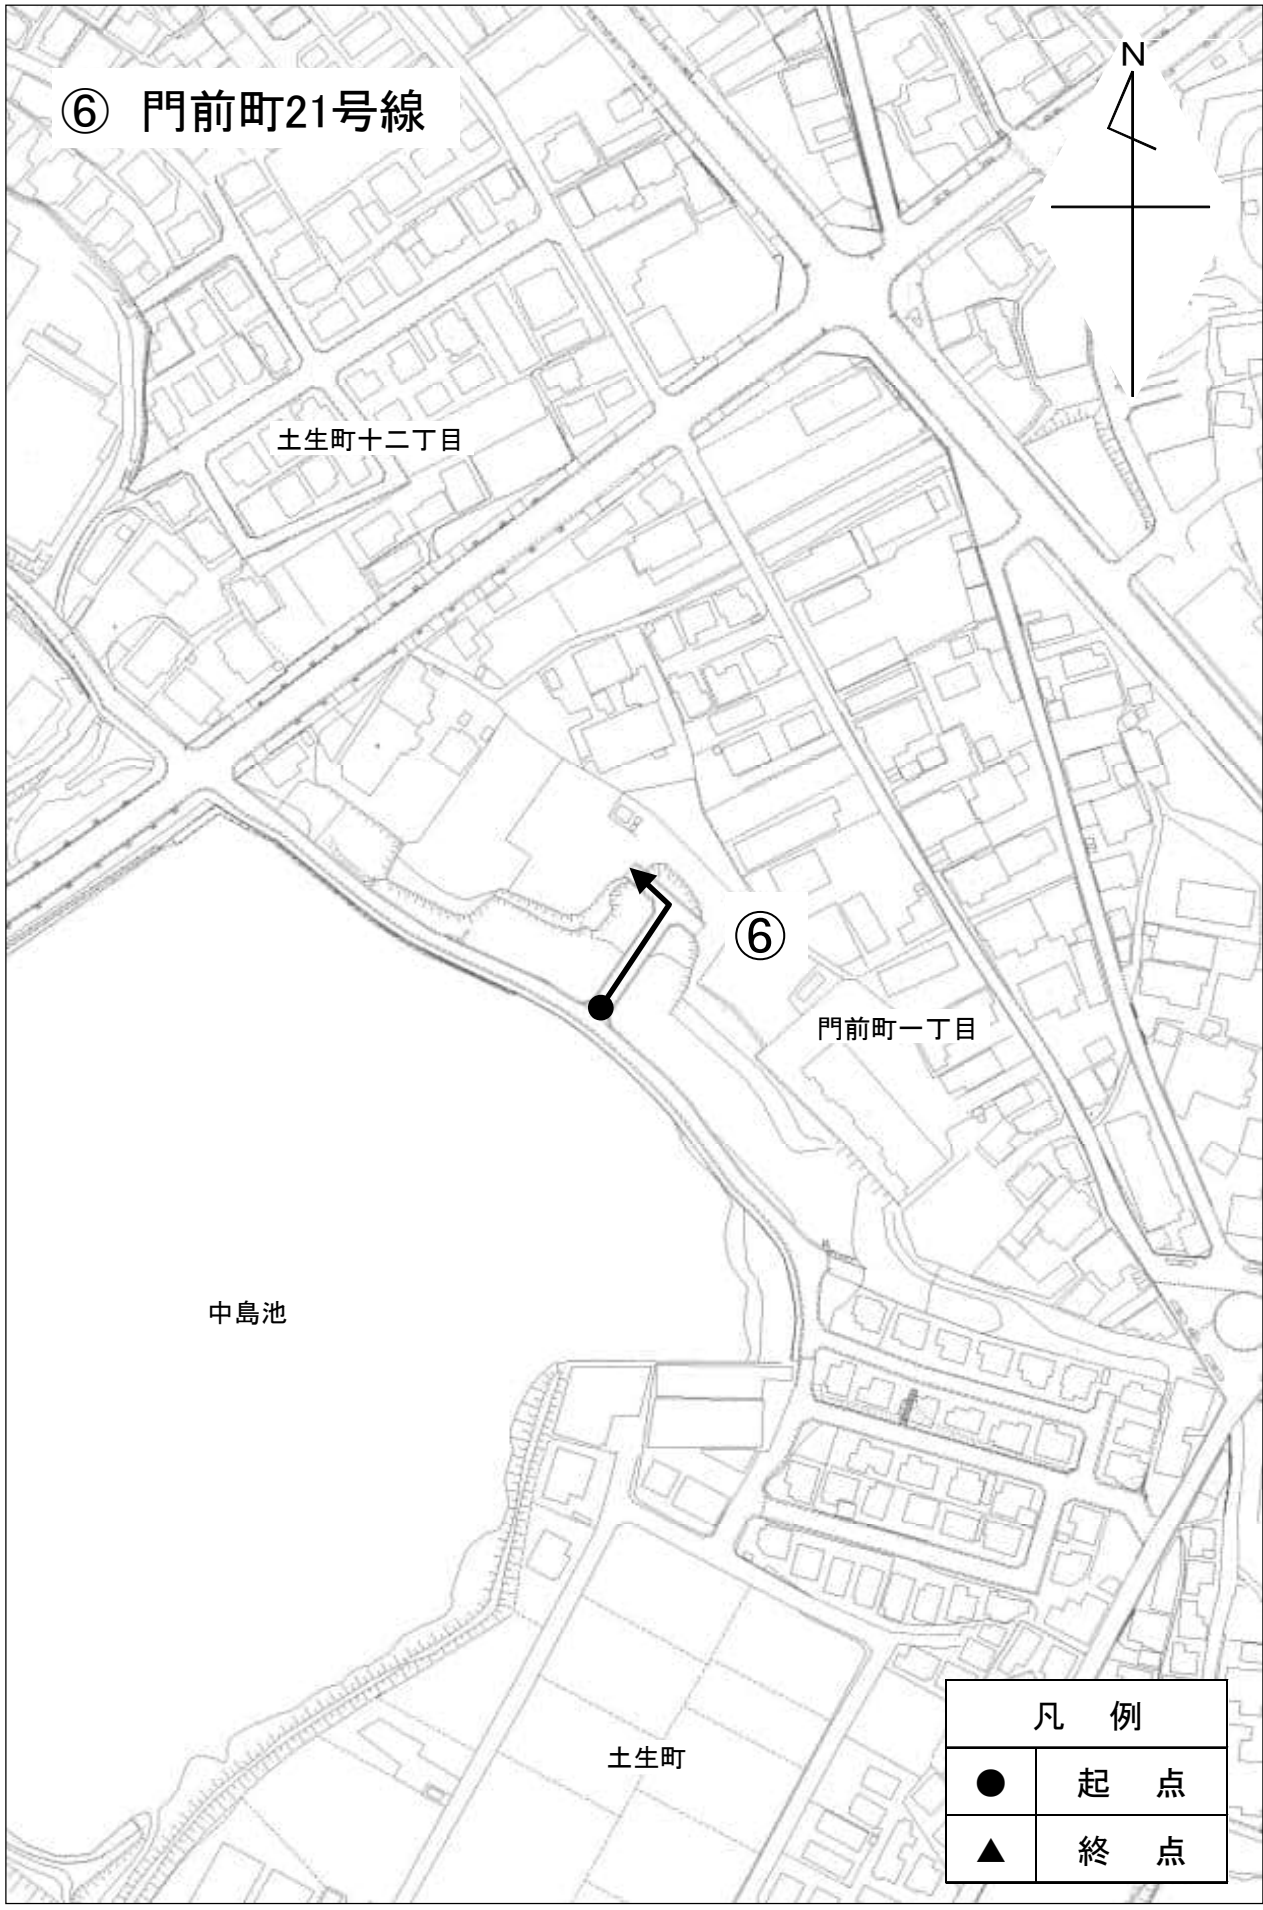 N
⑥ 門前町21号線
土生町十二丁目
⑥
門前町一丁目
中島池
土生町
凡 例
● 起 点
▲ 終 点